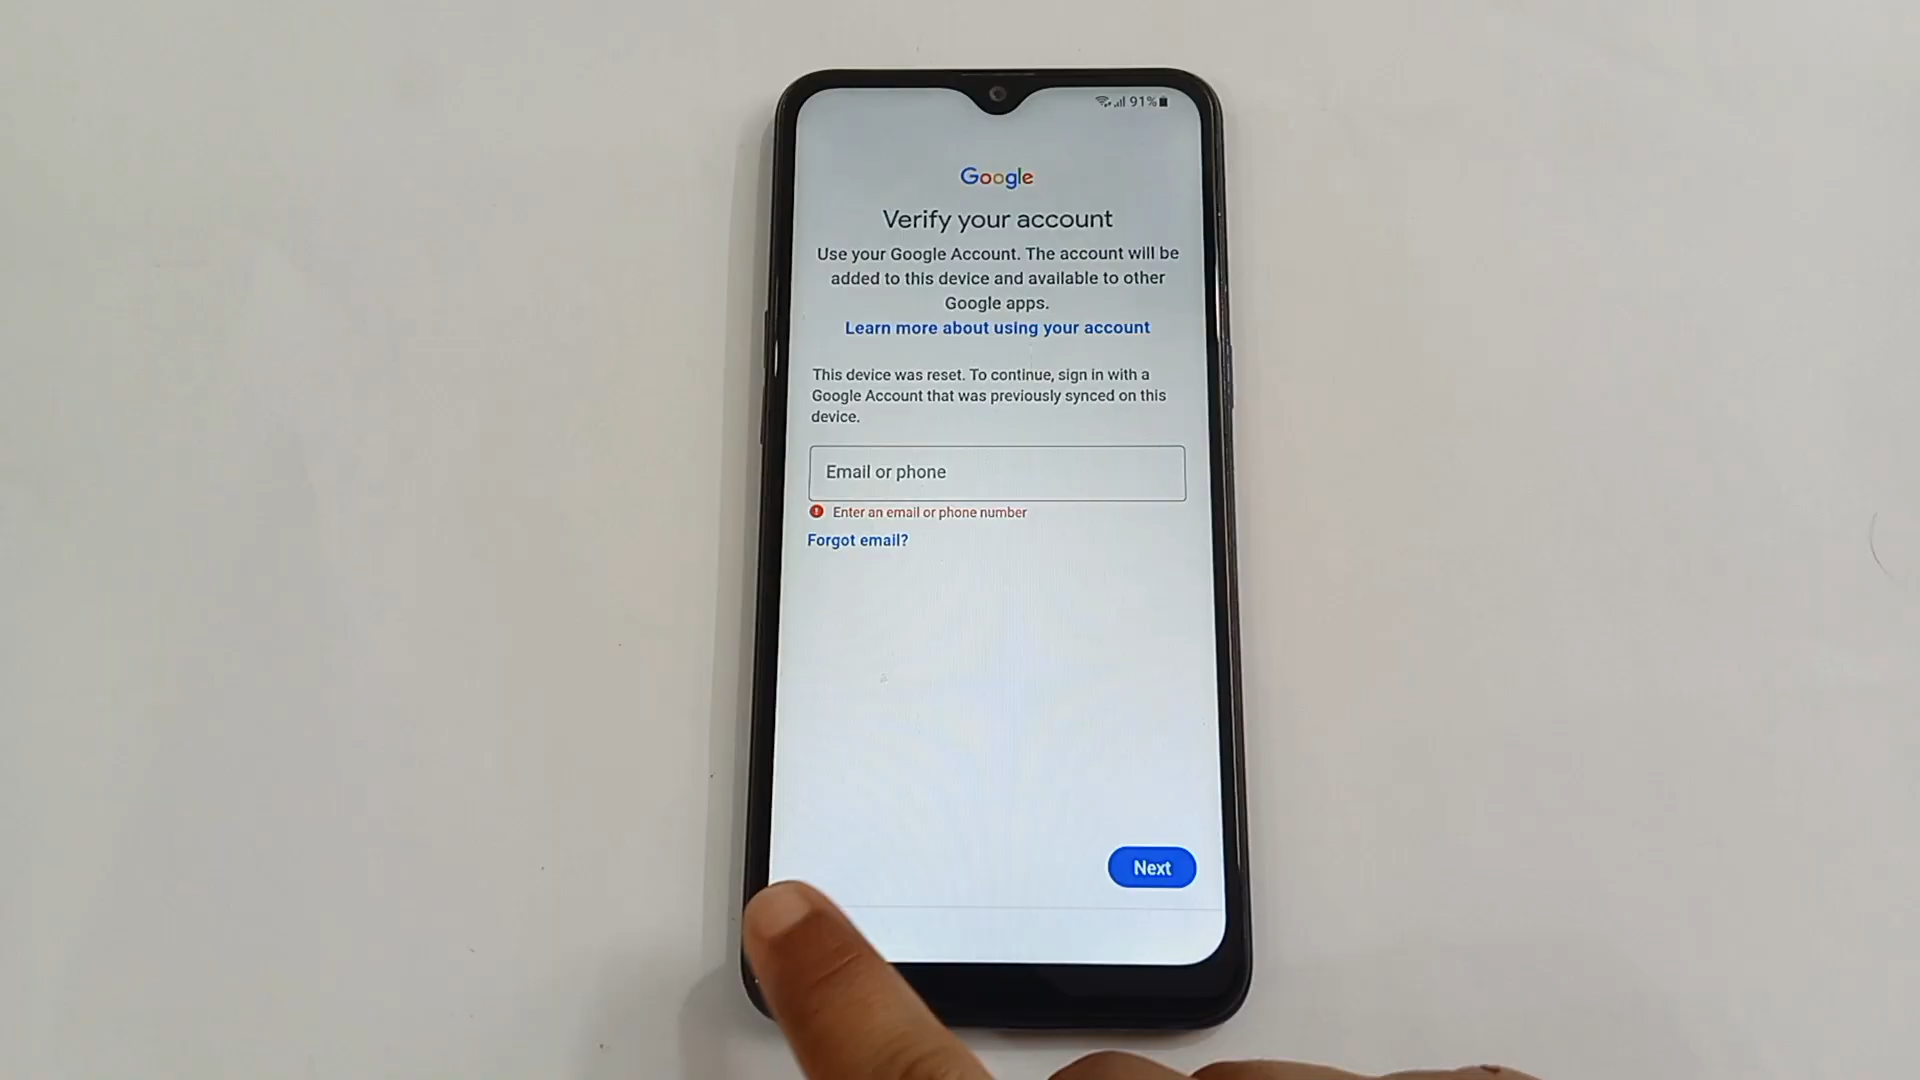 91%
Google
Verify your account
Use your Google Account. The account will be
added to this device and available to other
Google apps.
Learn more about using your account
This device was reset. To continue, sign in with a
Google Account that was previously synced on this
device.
Email or phone
Enter an email or phone number
Forgot email?
Next